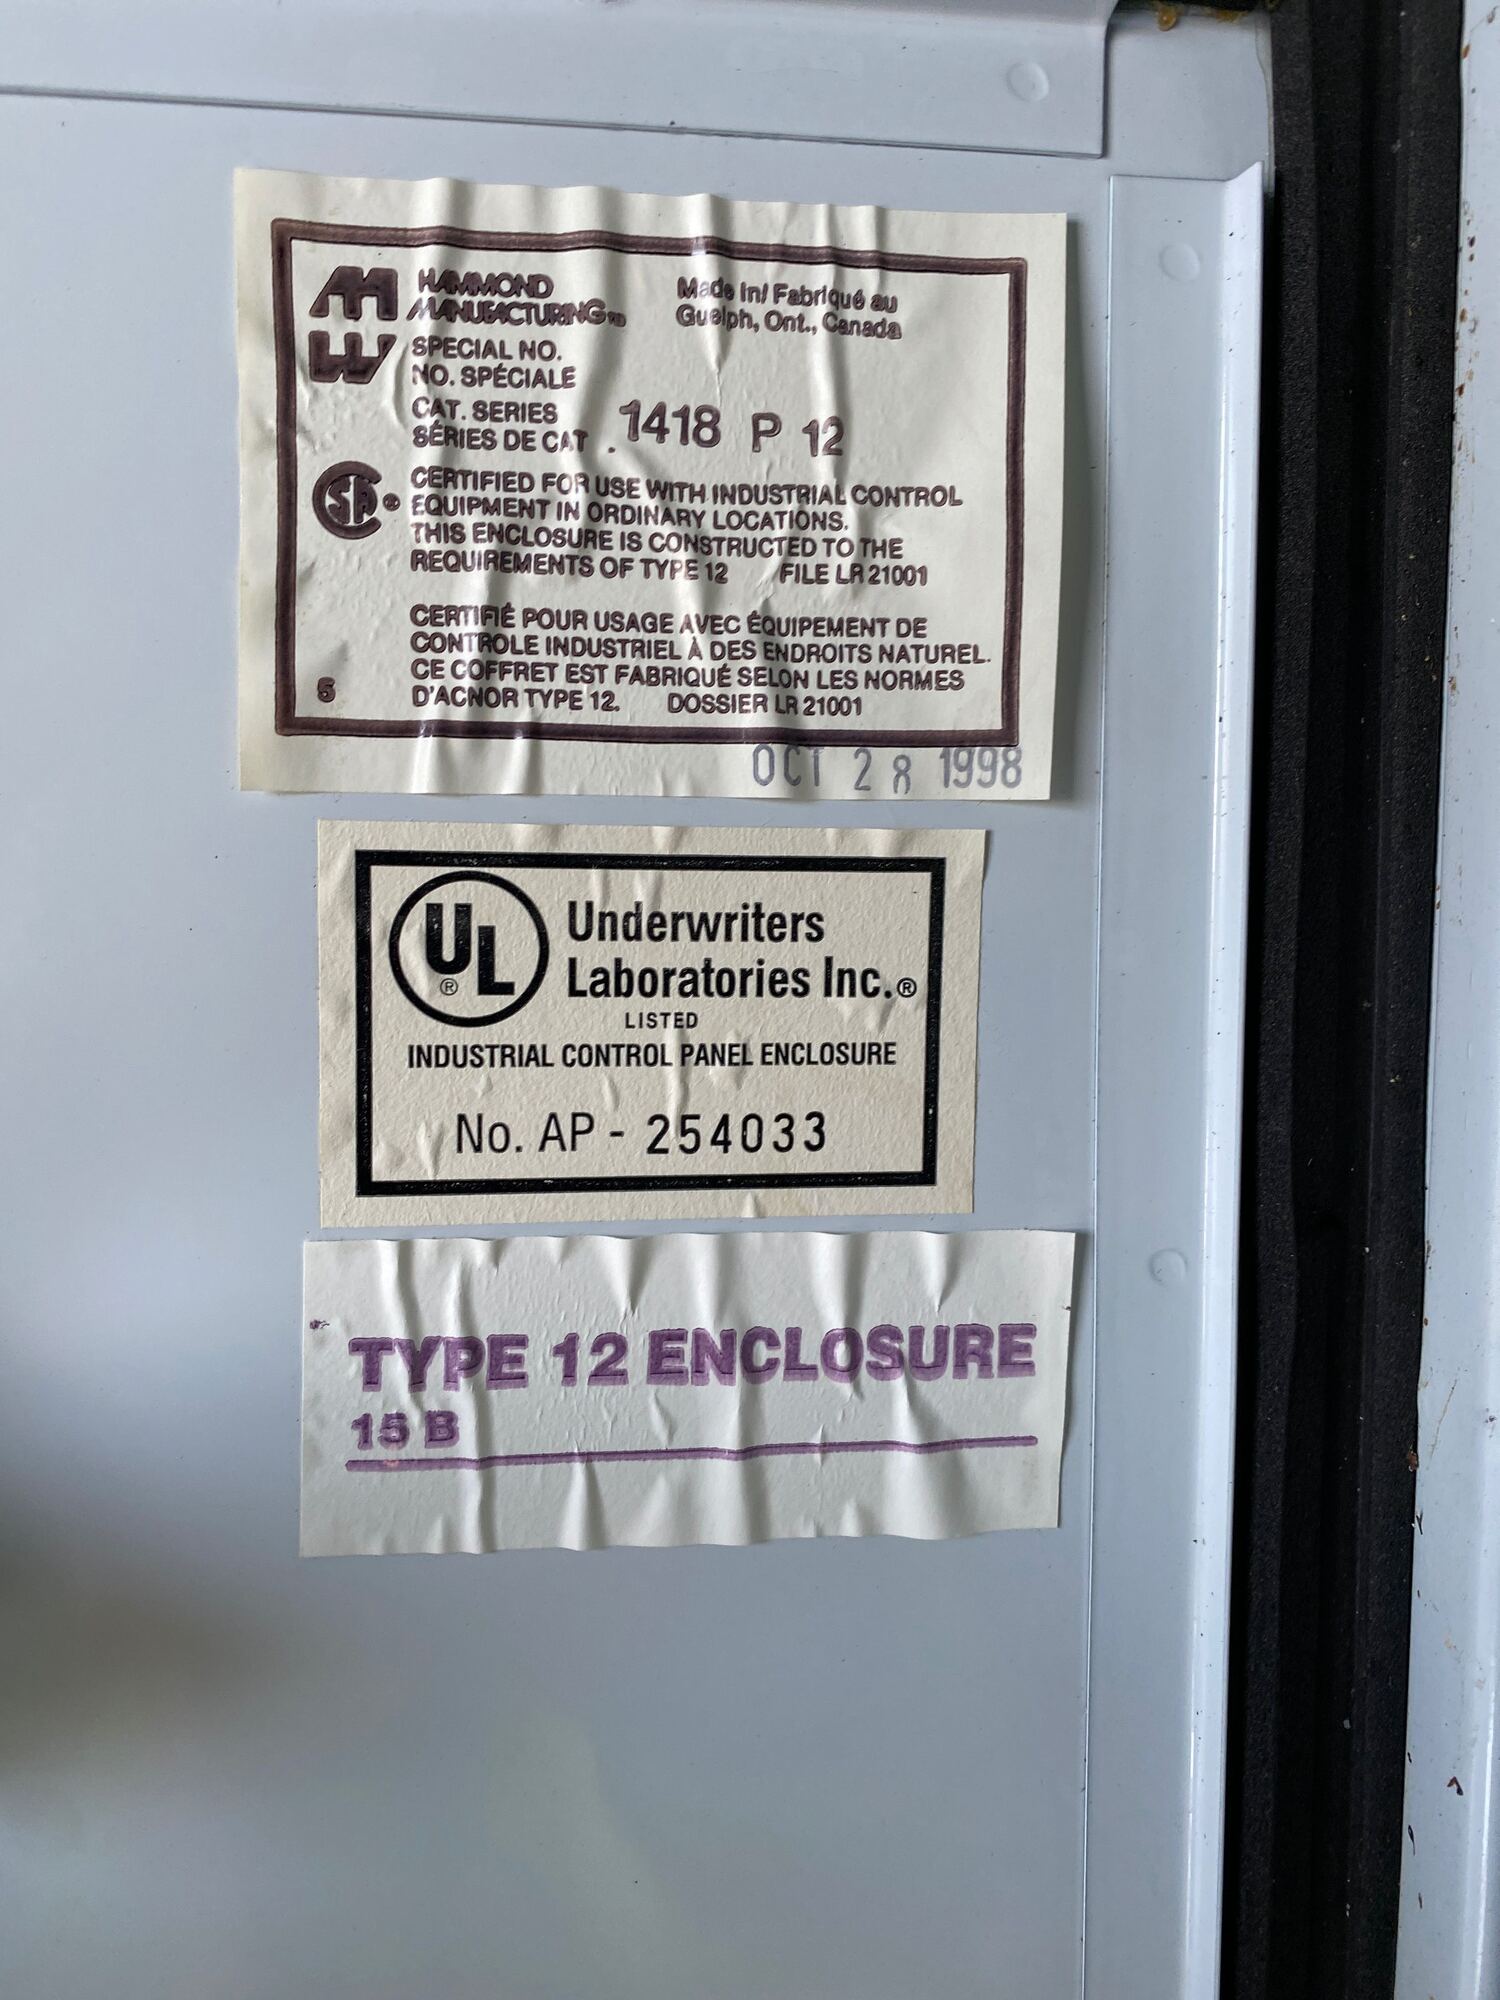 HAMMOND
MANUFACTURING
Made In/ Fabriqué au
Guelph, Ont., Canada
SPECIAL NO.
NO. SPÉCIALE
CAT. SERIES
SÉRIES DE CAT . 1418 P 12
CERTIFIED FOR USE WITH INDUSTRIAL CONTROL
EQUIPMENT IN ORDINARY LOCATIONS.
THIS ENCLOSURE IS CONSTRUCTED TO THE
REQUIREMENTS OF TYPE 12 FILE LR 21001
CERTIFIÉ POUR USAGE AVEC ÉQUIPEMENT DE
CONTROLE INDUSTRIEL À DES ENDROITS NATUREL.
CE COFFRET EST FABRIQUÉ SELON LES NORMES
D'ACNOR TYPE 12. DOSSIER LR 21001
5
OCT 28 1998
UL ®
Underwriters
Laboratories Inc.®
LISTED
INDUSTRIAL CONTROL PANEL ENCLOSURE
No. AP - 254033
TYPE 12 ENCLOSURE
15 B